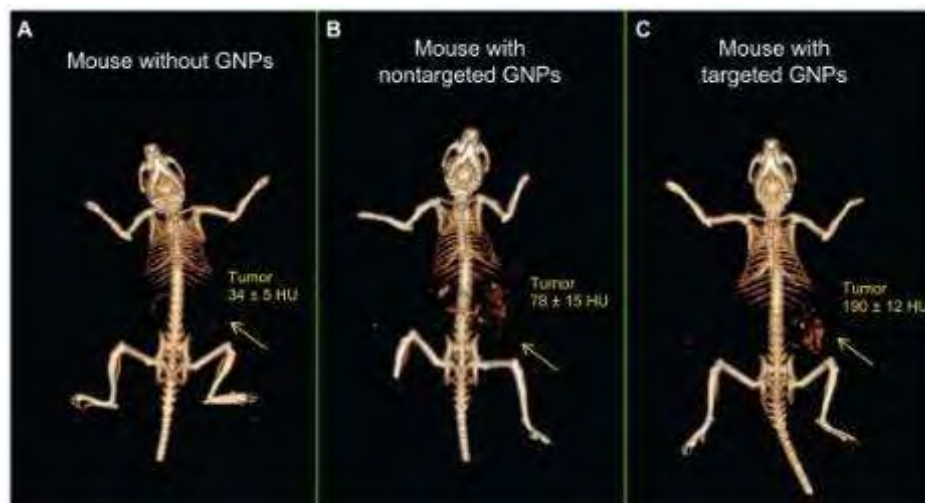 A
Mouse without GNPs
Tumor
34 ± 5 HU
B
Mouse with
nontargeted GNPs
Tumor
78 ± 15 HU
C
Mouse with
targeted GNPs
Tumor
190 ± 12 HU